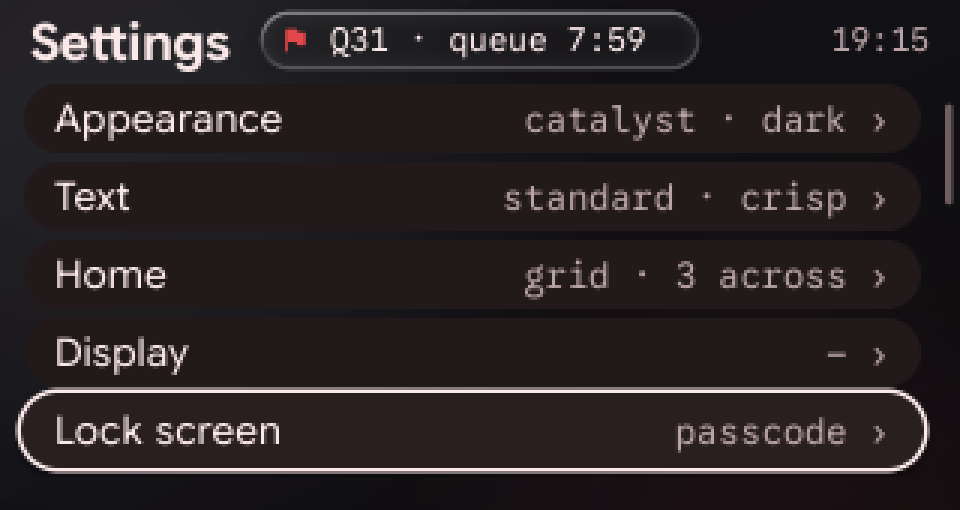 Settings Q31 · queue 7:59 19:15
Appearance catalyst · dark ›
Text standard · crisp ›
Home grid · 3 across ›
Display – ›
Lock screen passcode ›